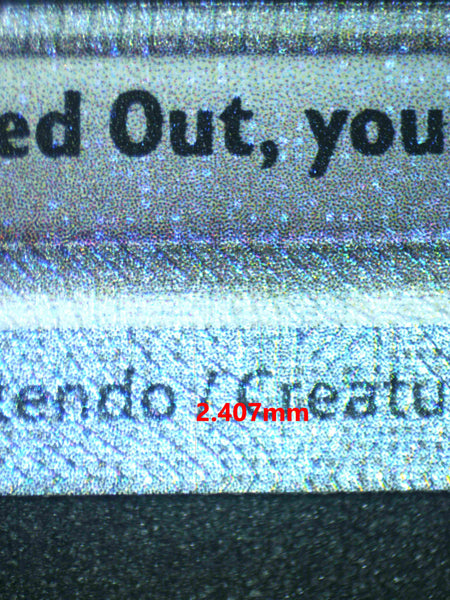 ed Out, you
tendo / Creatu
2.407mm